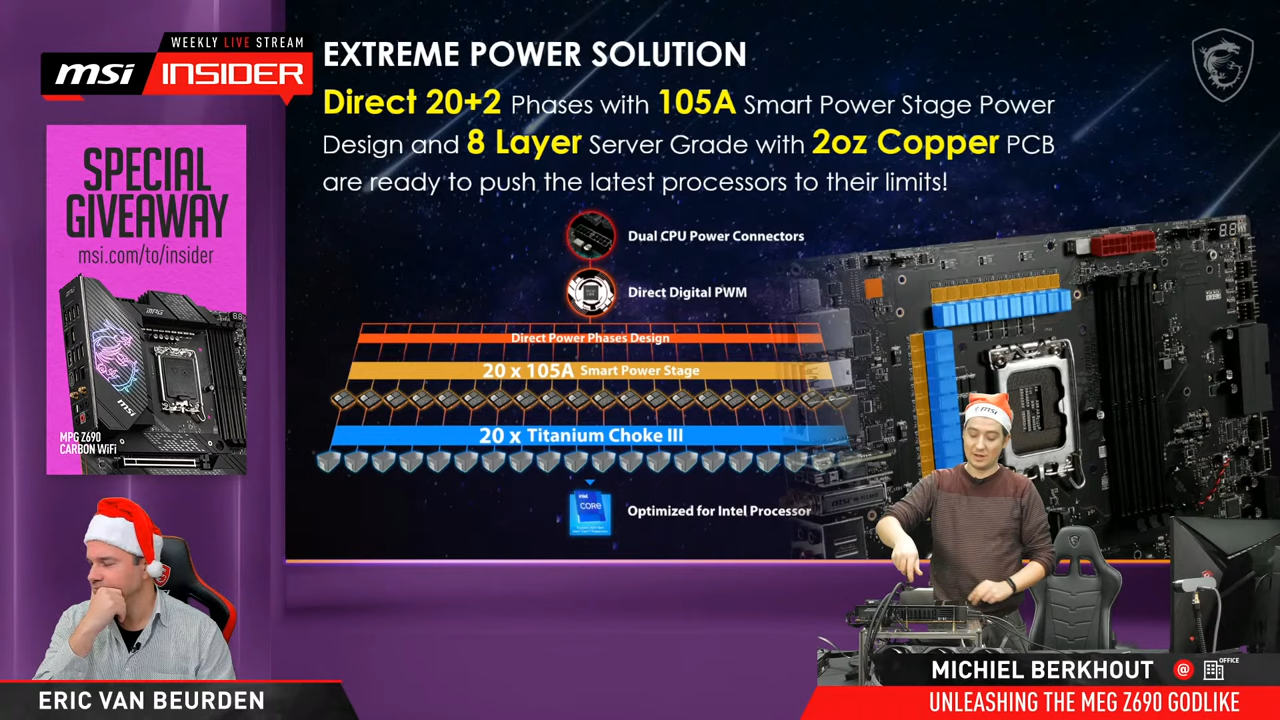 WEEKLY LIVE STREAM
msi INSIDER
SPECIAL
GIVEAWAY
msi.com/to/insider
MPG
msi
MPG Z690
CARBON WiFi
EXTREME POWER SOLUTION
Direct 20+2 Phases with 105A Smart Power Stage Power
Design and 8 Layer Server Grade with 2oz Copper PCB
are ready to push the latest processors to their limits!
Dual CPU Power Connectors
Direct Digital PWM
Direct Power Phases Design
20 x 105A Smart Power Stage
20 x Titanium Choke III
intel
CORE
Optimized for Intel Processor
msi
ERIC VAN BEURDEN
MICHIEL BERKHOUT @ OFFICE
UNLEASHING THE MEG Z690 GODLIKE